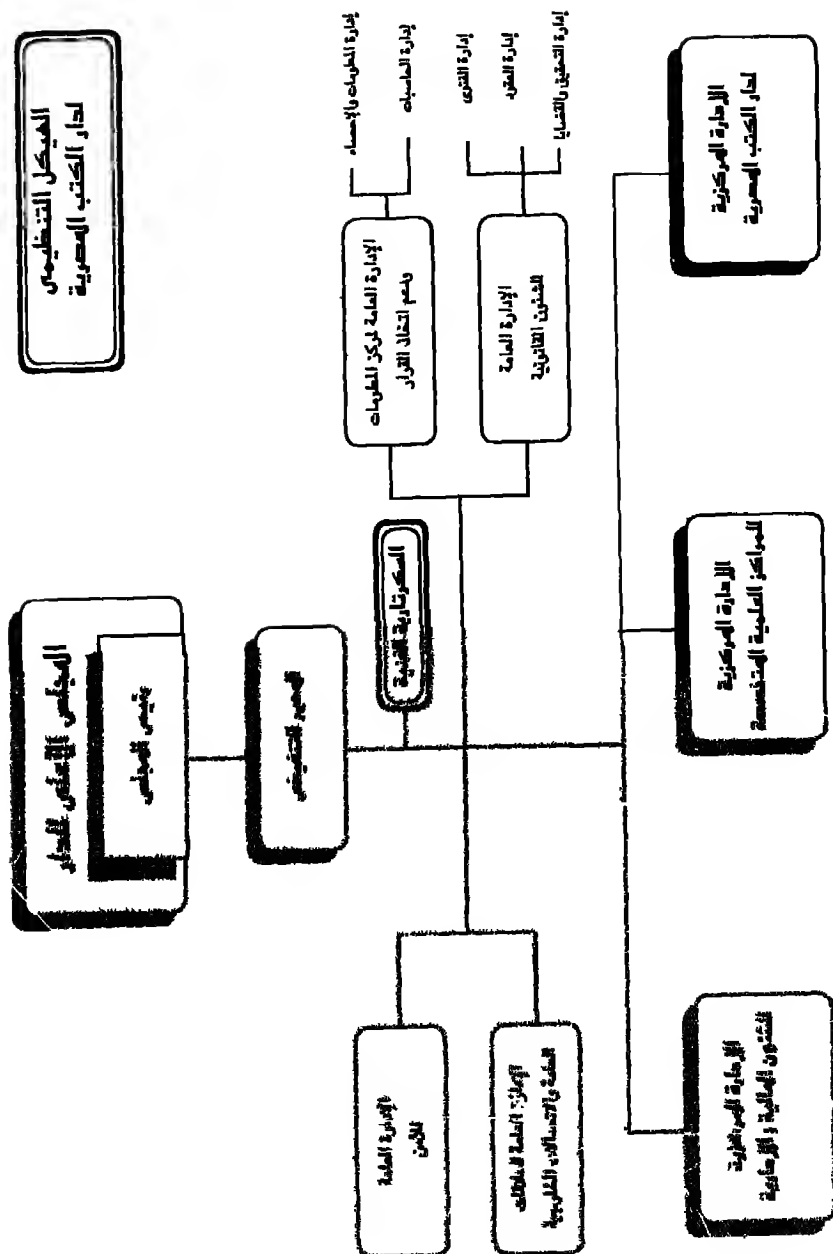 الهيكل التنظيمى
لدار الكتب المصرية
المجلس الأعلى للدار
رئيس المجلس
المدير التنفيذى
السكرتارية الفنية
الإدارة العامة لمركز المعلومات
ودعم اتخاذ القرار
إدارة المعلومات والإحصاء
إدارة الحاسبات
الإدارة العامة
للشئون القانونية
إدارة الفتوى
إدارة العقود
إدارة التحقيق والقضايا
الإدارة العامة
للأمن
الإدارة العامة للعلاقات
العامة والاتصالات الخارجية
الإدارة المركزية
لدار الكتب المصرية
الإدارة المركزية
للمراكز العلمية المتخصصة
الإدارة المركزية
للشئون المالية والإدارية